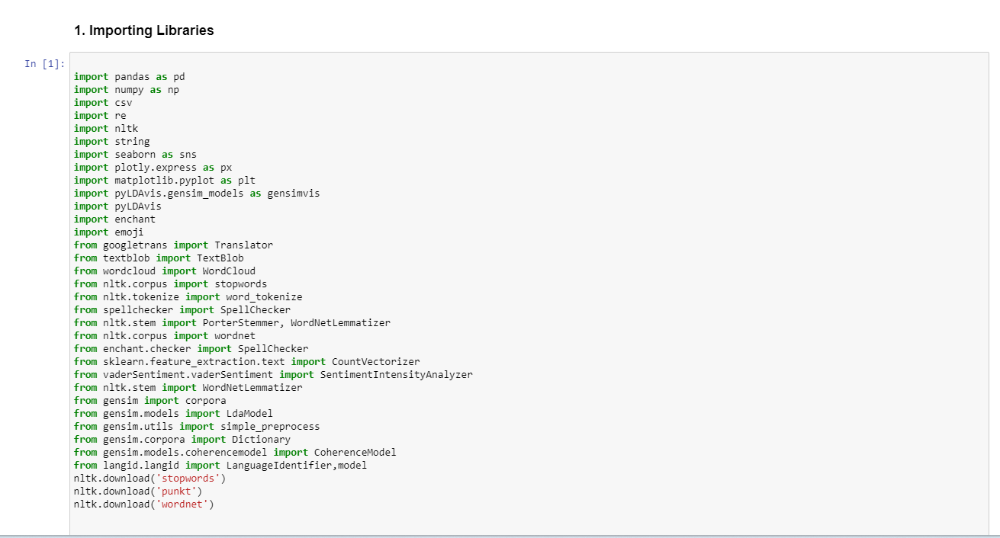 1. Importing Libraries
In [1]:
import pandas as pd
import numpy as np
import csv
import re
import nltk
import string
import seaborn as sns
import plotly.express as px
import matplotlib.pyplot as plt
import pyLDAvis.gensim_models as gensimvis
import pyLDAvis
import enchant
import emoji
from googletrans import Translator
from textblob import TextBlob
from wordcloud import WordCloud
from nltk.corpus import stopwords
from nltk.tokenize import word_tokenize
from spellchecker import SpellChecker
from nltk.stem import PorterStemmer, WordNetLemmatizer
from nltk.corpus import wordnet
from enchant.checker import SpellChecker
from sklearn.feature_extraction.text import CountVectorizer
from vaderSentiment.vaderSentiment import SentimentIntensityAnalyzer
from nltk.stem import WordNetLemmatizer
from gensim import corpora
from gensim.models import LdaModel
from gensim.utils import simple_preprocess
from gensim.corpora import Dictionary
from gensim.models.coherencemodel import CoherenceModel
from langid.langid import LanguageIdentifier,model
nltk.download('stopwords')
nltk.download('punkt')
nltk.download('wordnet')